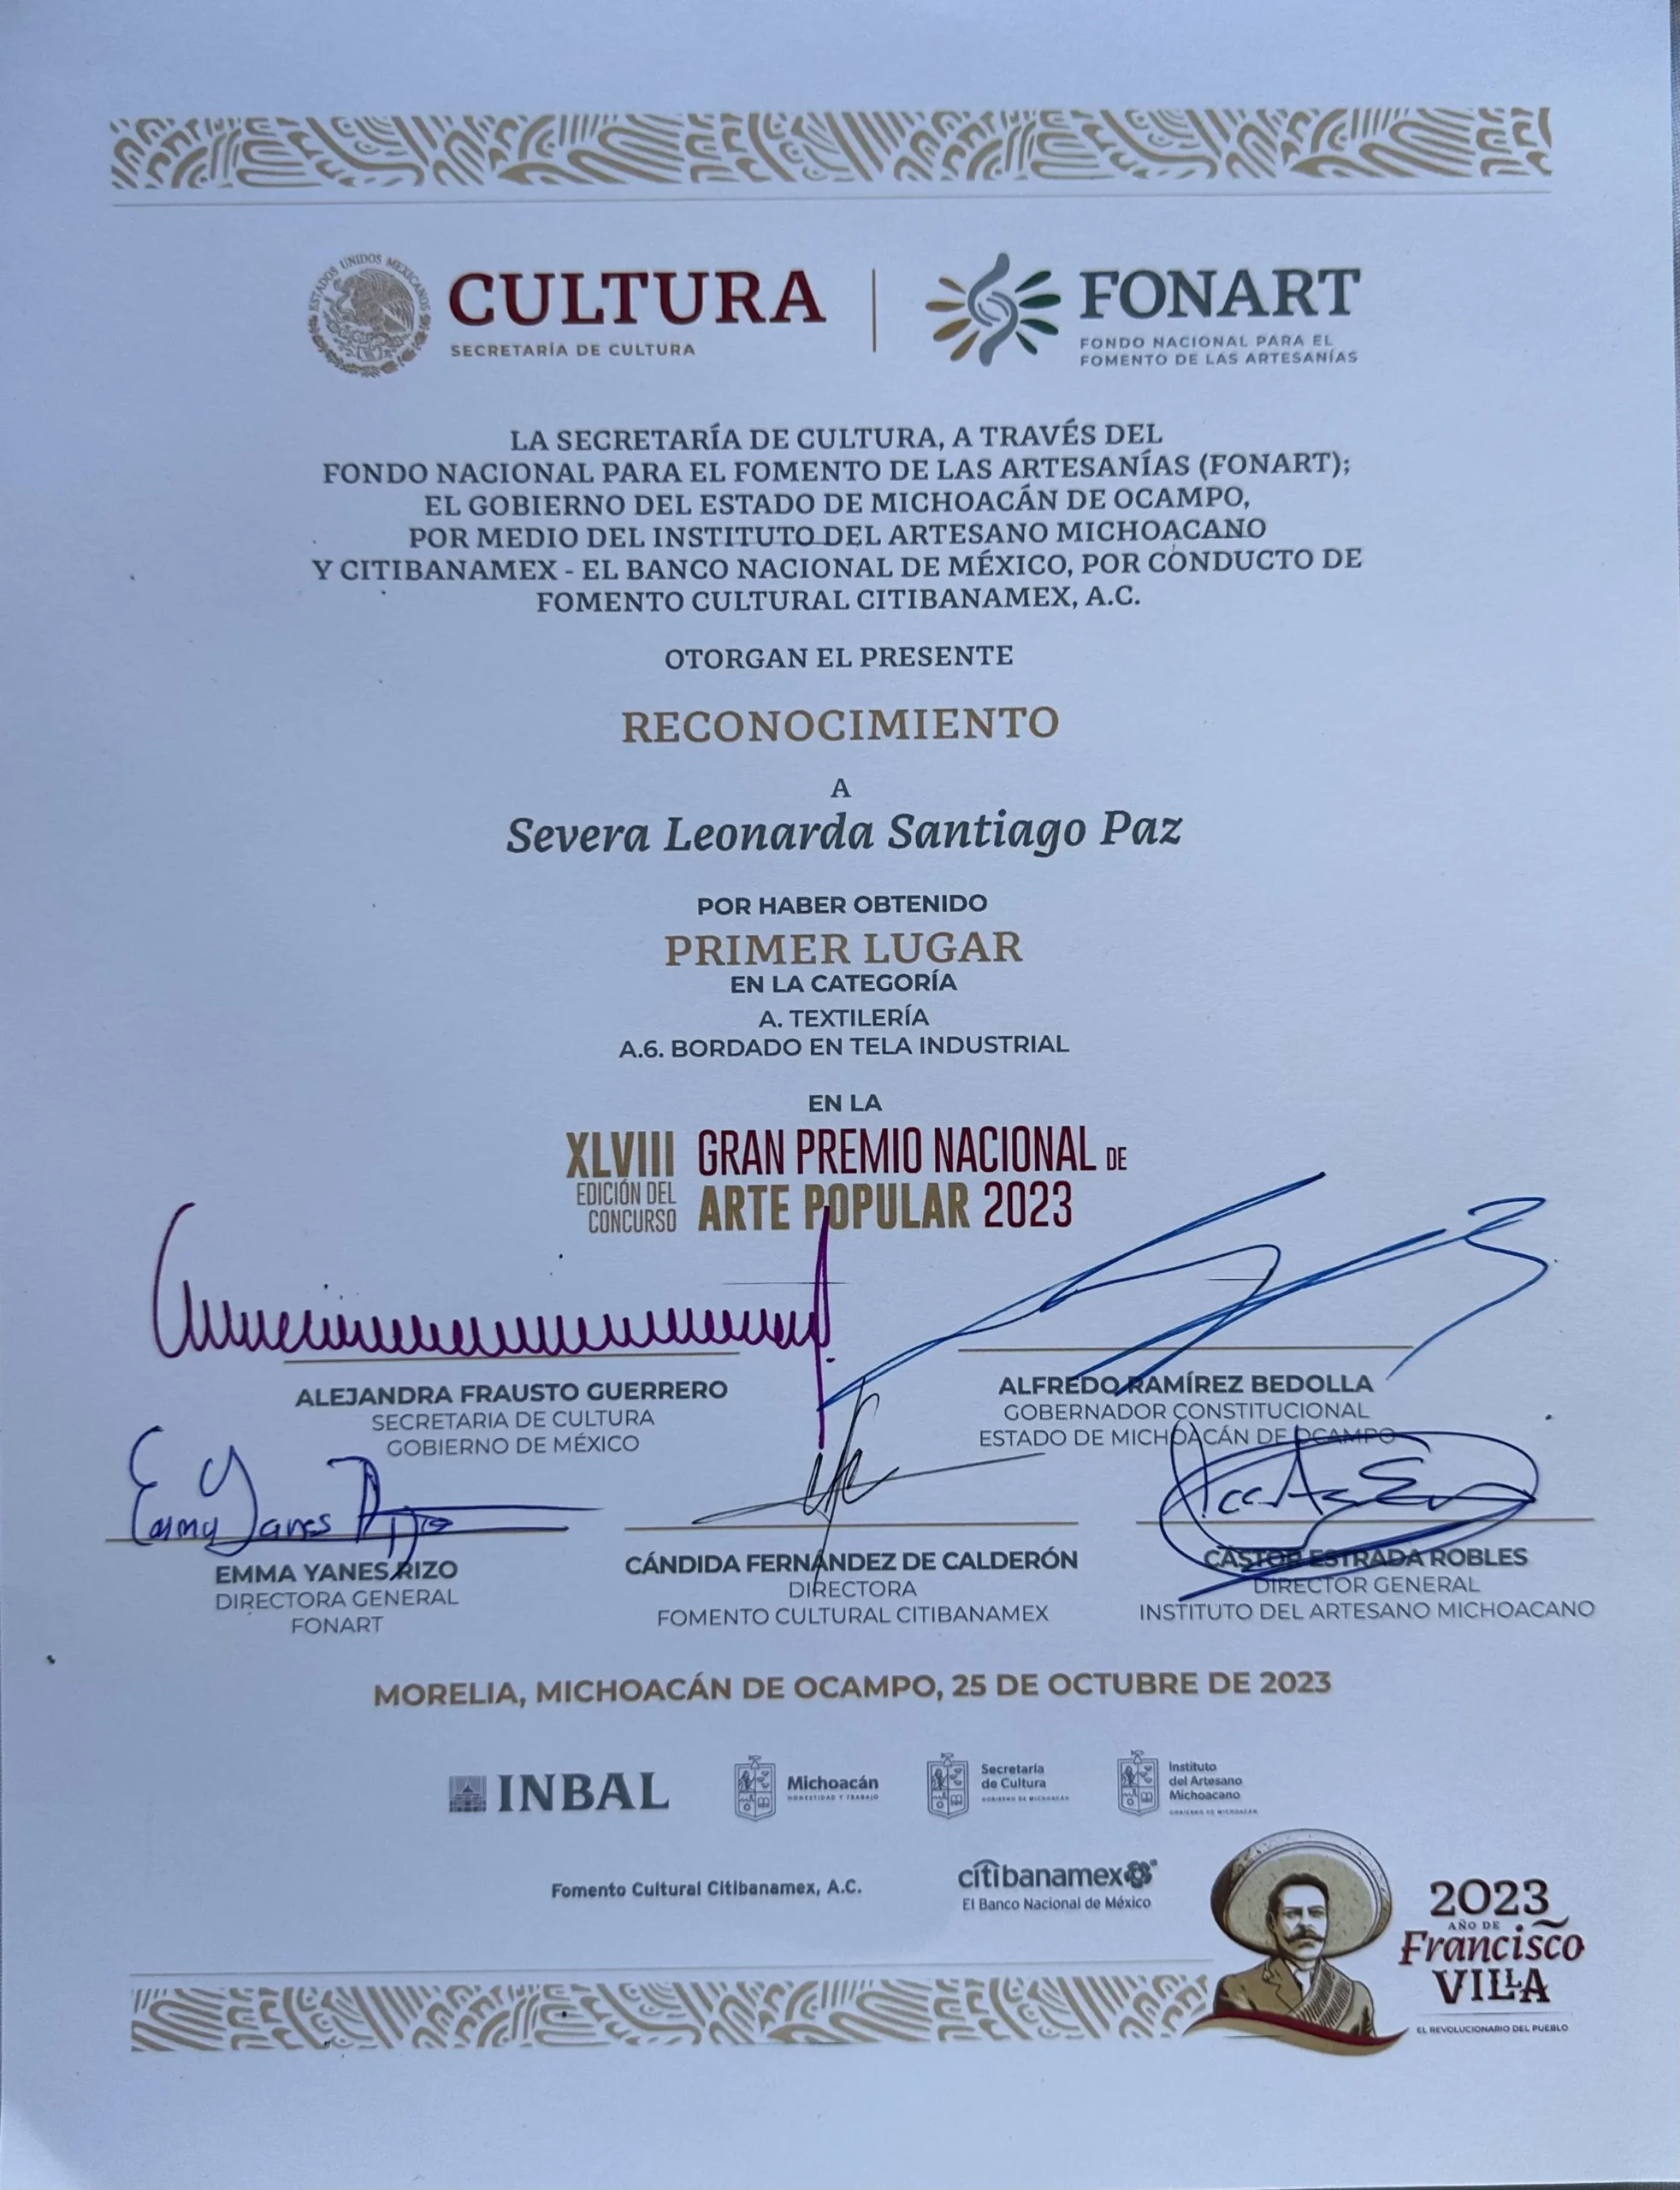 ESTADOS UNIDOS MEXICANOS
CULTURA
SECRETARÍA DE CULTURA
FONART
FONDO NACIONAL PARA EL
FOMENTO DE LAS ARTESANÍAS
LA SECRETARÍA DE CULTURA, A TRAVÉS DEL
FONDO NACIONAL PARA EL FOMENTO DE LAS ARTESANÍAS (FONART);
EL GOBIERNO DEL ESTADO DE MICHOACÁN DE OCAMPO,
POR MEDIO DEL INSTITUTO DEL ARTESANO MICHOACANO
Y CITIBANAMEX - EL BANCO NACIONAL DE MÉXICO, POR CONDUCTO DE
FOMENTO CULTURAL CITIBANAMEX, A.C.
OTORGAN EL PRESENTE
RECONOCIMIENTO
A
Severa Leonarda Santiago Paz
POR HABER OBTENIDO
PRIMER LUGAR
EN LA CATEGORÍA
A. TEXTILERÍA
A.6. BORDADO EN TELA INDUSTRIAL
EN LA
XLVIII
EDICIÓN DEL
CONCURSO
GRAN PREMIO NACIONAL DE
ARTE POPULAR 2023
ALEJANDRA FRAUSTO GUERRERO
SECRETARIA DE CULTURA
GOBIERNO DE MÉXICO
ALFREDO RAMÍREZ BEDOLLA
GOBERNADOR CONSTITUCIONAL
ESTADO DE MICHOACÁN DE OCAMPO
Emma Yanes Rizo
EMMA YANES RIZO
DIRECTORA GENERAL
FONART
CÁNDIDA FERNÁNDEZ DE CALDERÓN
DIRECTORA
FOMENTO CULTURAL CITIBANAMEX
CÁSTOR ESTRADA ROBLES
DIRECTOR GENERAL
INSTITUTO DEL ARTESANO MICHOACANO
MORELIA, MICHOACÁN DE OCAMPO, 25 DE OCTUBRE DE 2023
INBAL
Michoacán
HONESTIDAD Y TRABAJO
Secretaría
de Cultura
GOBIERNO DE MICHOACÁN
Instituto
del Artesano
Michoacano
GOBIERNO DE MICHOACÁN
Fomento Cultural Citibanamex, A.C.
citibanamex
El Banco Nacional de México
2023
AÑO DE
Francisco
VILLA
EL REVOLUCIONARIO DEL PUEBLO